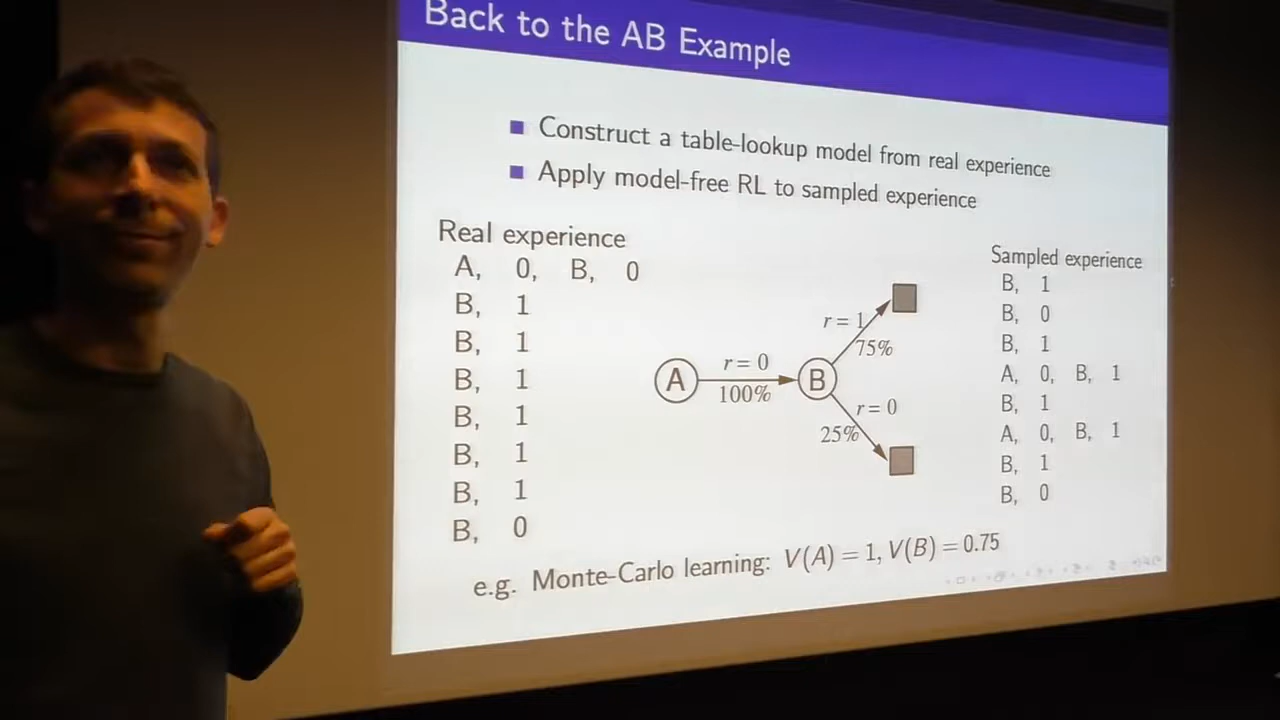 Back to the AB Example
Construct a table-lookup model from real experience
Apply model-free RL to sampled experience
Real experience
A, 0, B, 0
B, 1
B, 1
B, 1
B, 1
B, 1
B, 1
B, 0
A
r = 0
100%
B
r = 1
75%
r = 0
25%
Sampled experience
B, 1
B, 0
B, 1
A, 0, B, 1
B, 1
A, 0, B, 1
B, 1
B, 0
e.g. Monte-Carlo learning: V(A) = 1, V(B) = 0.75